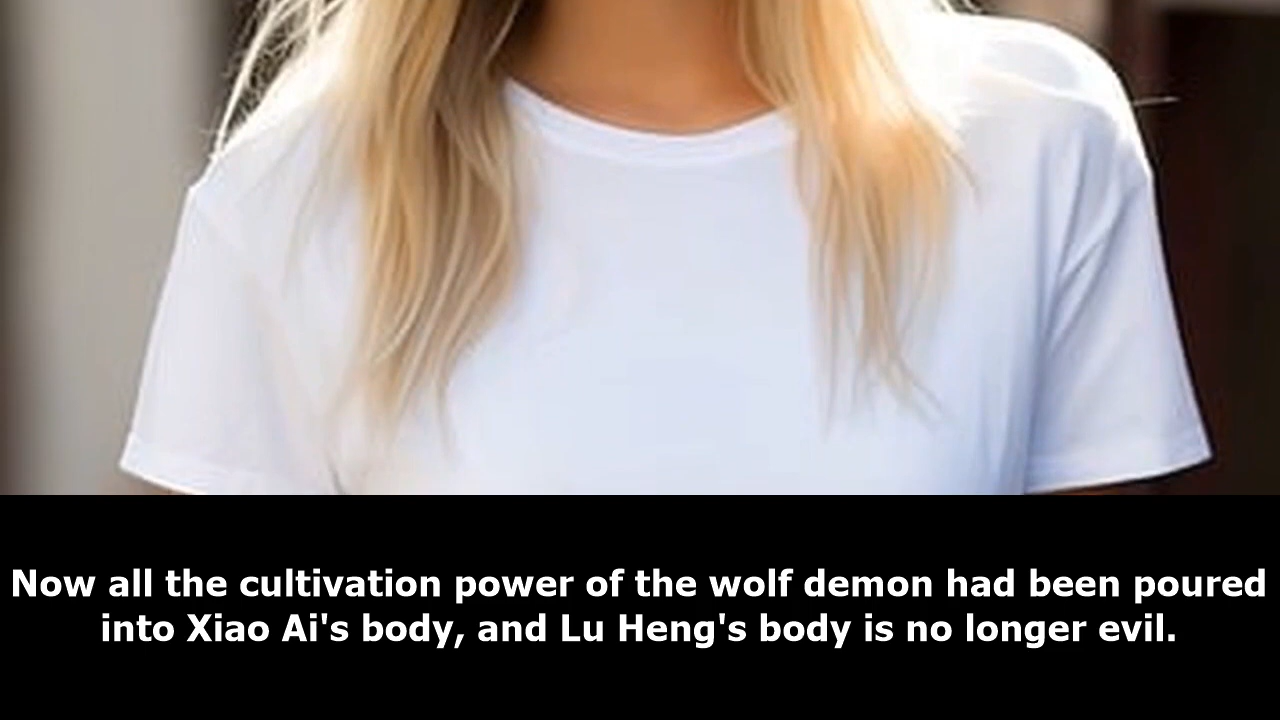 Now all the cultivation power of the wolf demon had been poured
into Xiao Ai's body, and Lu Heng's body is no longer evil.